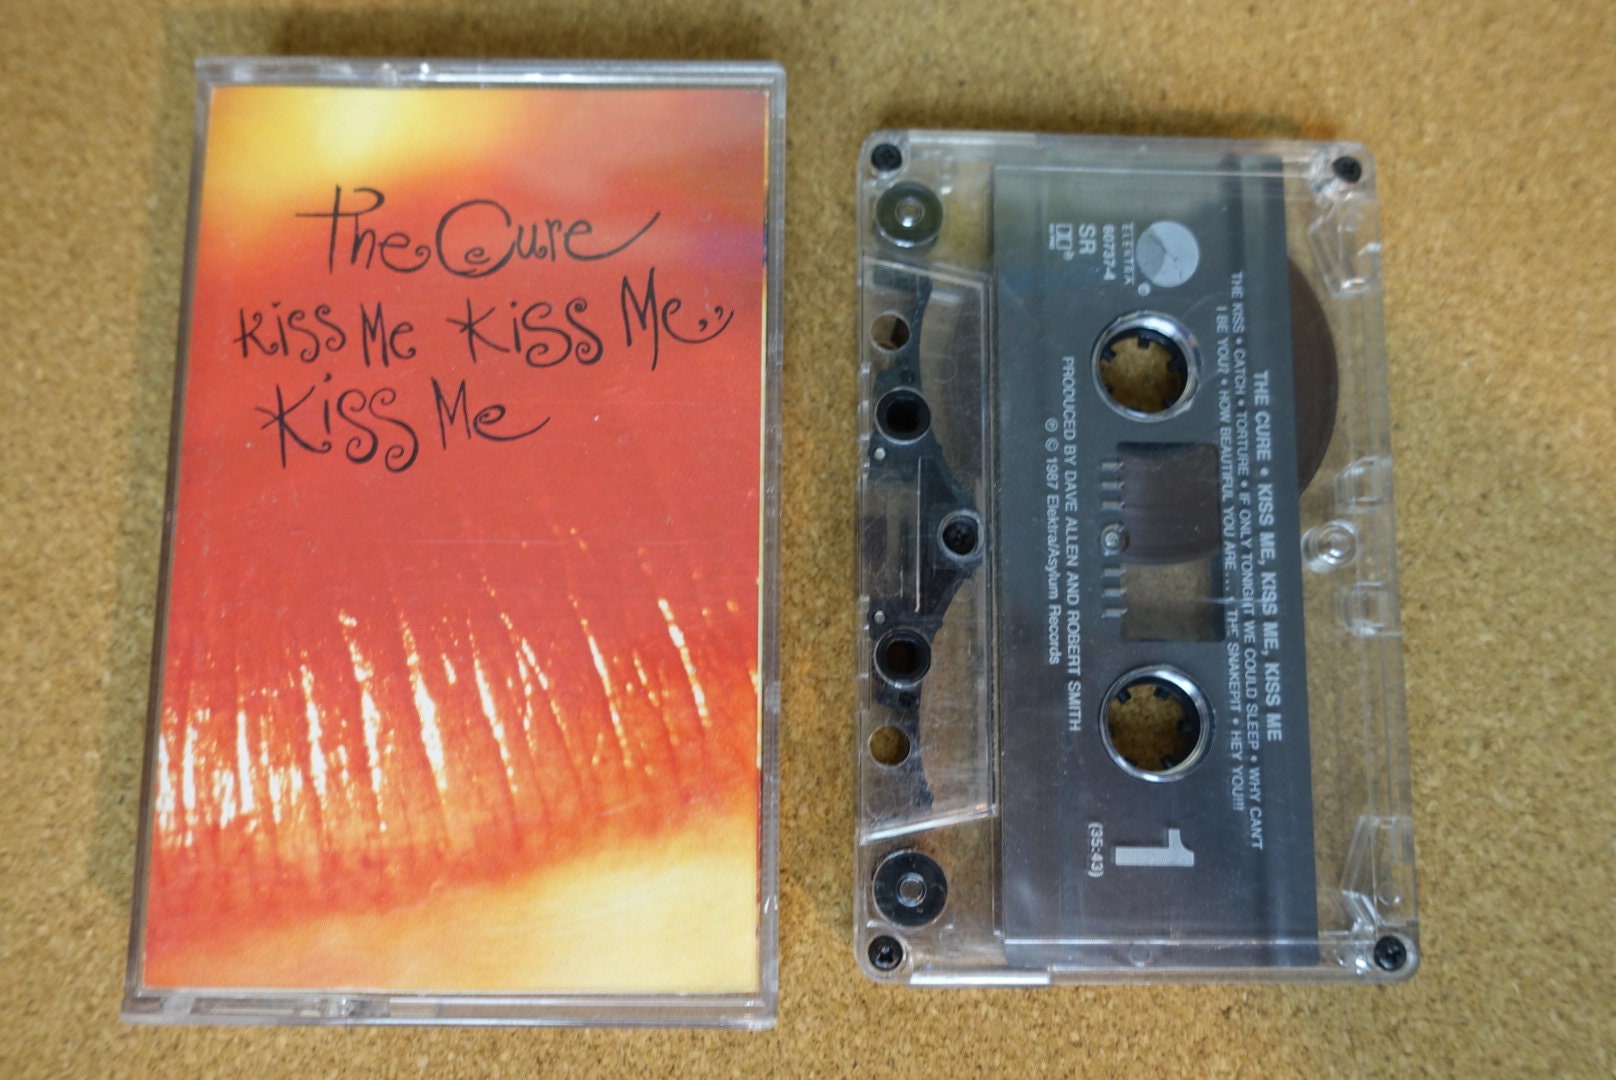 The Cure
Kiss Me Kiss Me,,
Kiss Me
THE CURE • KISS ME, KISS ME, KISS ME
THE KISS • CATCH • TORTURE • IF ONLY TONIGHT WE COULD SLEEP • WHY CAN'T
I BE YOU? • HOW BEAUTIFUL YOU ARE... • THE SNAKEPIT • HEY YOU!!!
ELEKTRA
60737-4
SR
1
(35:43)
PRODUCED BY DAVE ALLEN AND ROBERT SMITH
℗ © 1987 Elektra/Asylum Records